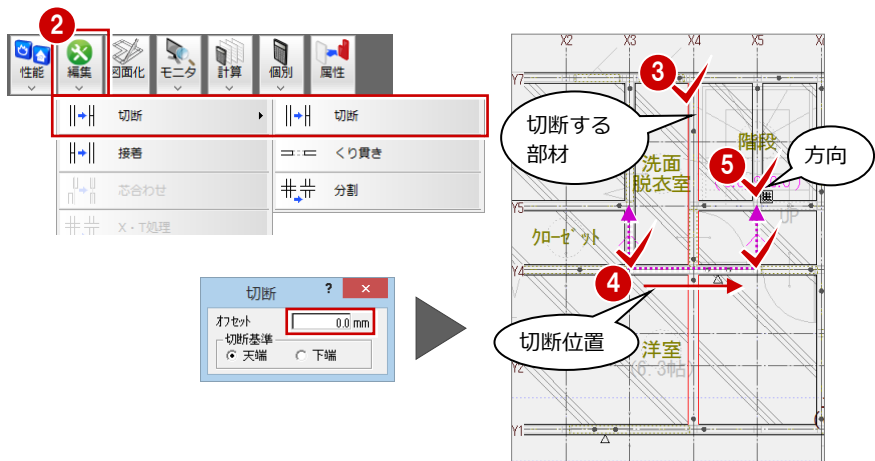 2
性能
編集
図面化
モニタ
計算
個別
属性
切断
切断
接着
くり貫き
芯合わせ
分割
X・T処理
切断
?
×
オフセット
0.0 mm
切断基準
天端
下端
X2
X3
X4
X5
Y7
3
切断する
部材
階段
5
方向
洗面
脱衣室
Y5
UP
クローゼット
Y4
4
切断位置
洋室
(6.3帖)
Y2
Y1